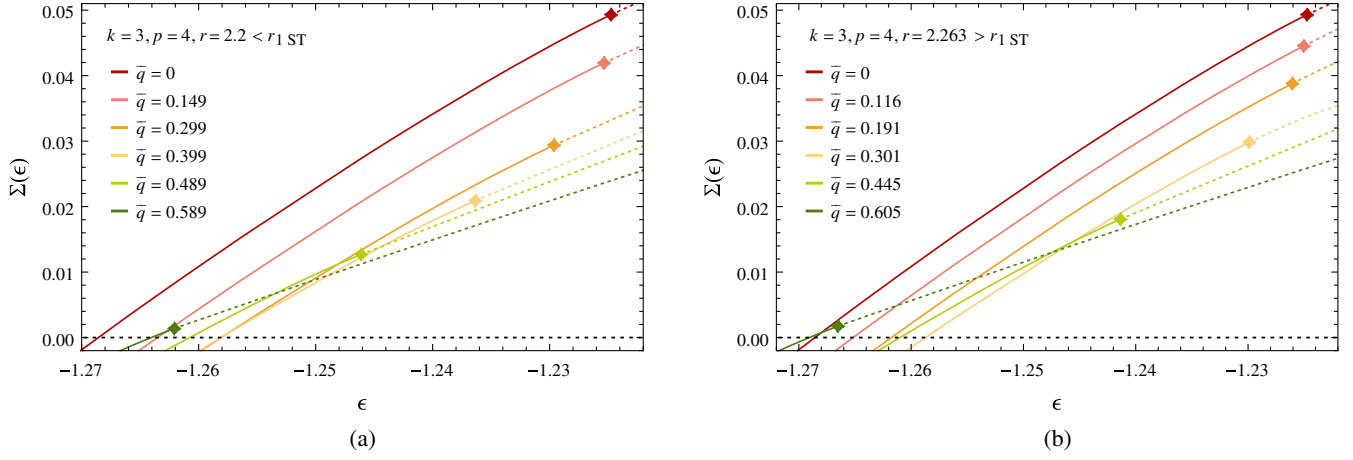 k = 3, p = 4, r = 2.2 < r1 ST
q̅ = 0
q̅ = 0.149
q̅ = 0.299
q̅ = 0.399
q̅ = 0.489
q̅ = 0.589
0.05
0.04
0.03
0.02
0.01
0.00
Σ(ϵ)
−1.27
−1.26
−1.25
−1.24
−1.23
ϵ
(a)
k = 3, p = 4, r = 2.263 > r1 ST
q̅ = 0
q̅ = 0.116
q̅ = 0.191
q̅ = 0.301
q̅ = 0.445
q̅ = 0.605
0.05
0.04
0.03
0.02
0.01
0.00
Σ(ϵ)
−1.27
−1.26
−1.25
−1.24
−1.23
ϵ
(b)